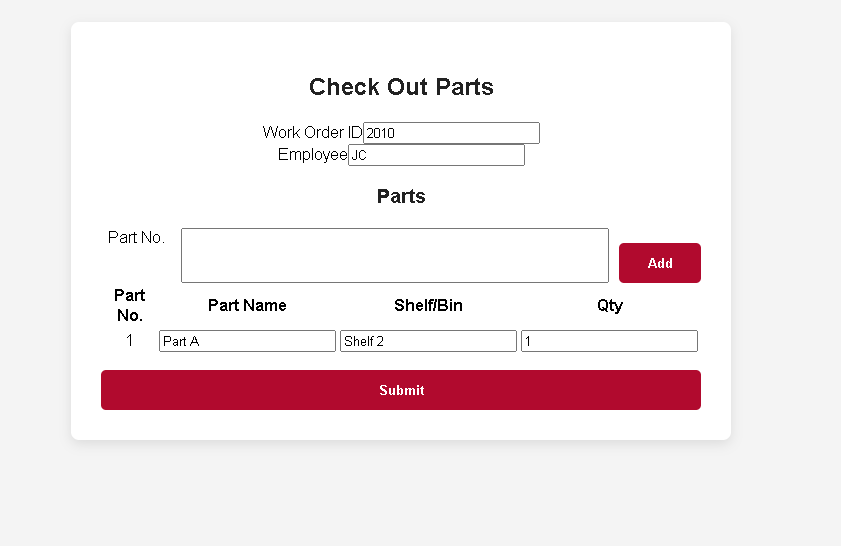 Check Out Parts
Work Order ID 2010
Employee JC
Parts
Part No.
Add
Part No. Part Name Shelf/Bin Qty
1 Part A Shelf 2 1
Submit